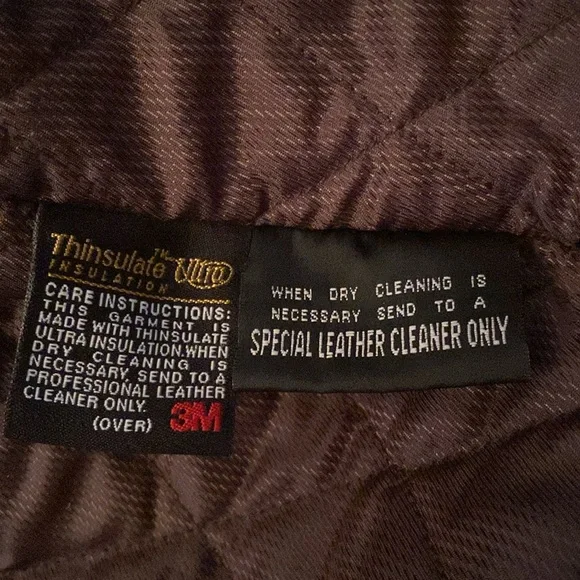 Thinsulate™ Ultra
INSULATION
CARE INSTRUCTIONS:
THIS GARMENT IS
MADE WITH THINSULATE
ULTRA INSULATION.WHEN
DRY CLEANING IS
NECESSARY, SEND TO A
PROFESSIONAL LEATHER
CLEANER ONLY.
(OVER) 3M
WHEN DRY CLEANING IS
NECESSARY SEND TO A
SPECIAL LEATHER CLEANER ONLY